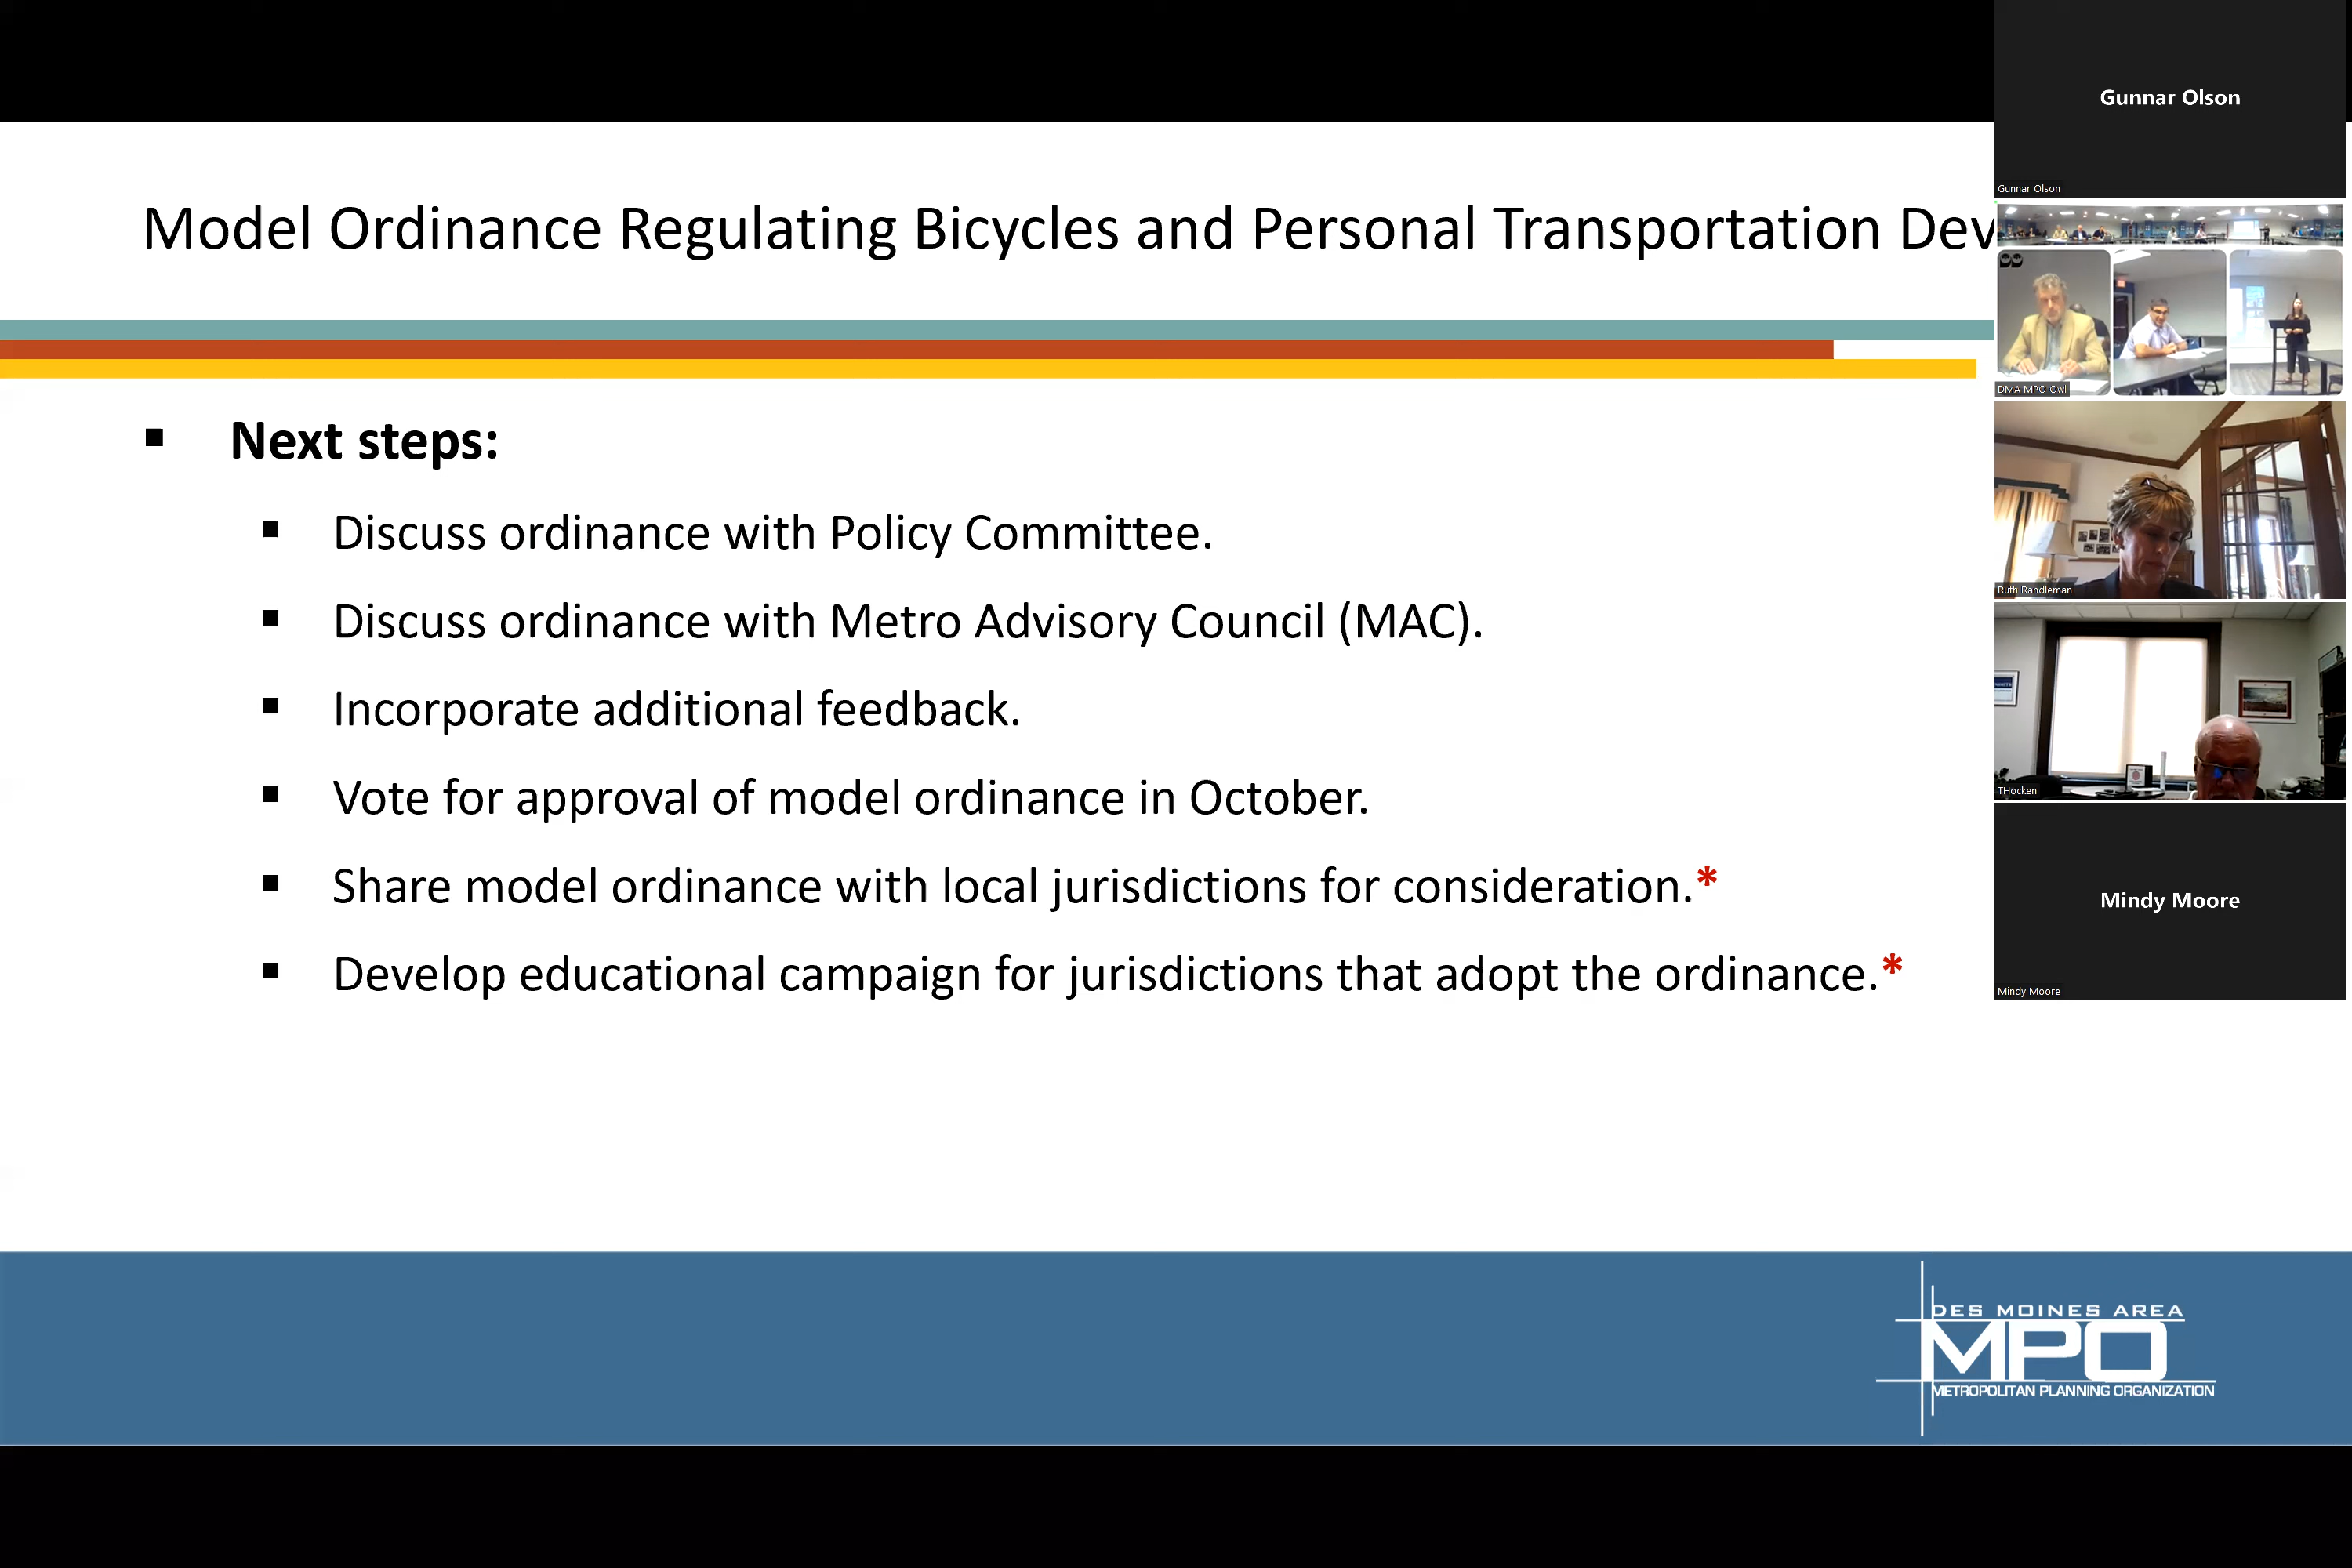 Model Ordinance Regulating Bicycles and Personal Transportation Dev
Next steps:
Discuss ordinance with Policy Committee.
Discuss ordinance with Metro Advisory Council (MAC).
Incorporate additional feedback.
Vote for approval of model ordinance in October.
Share model ordinance with local jurisdictions for consideration.*
Develop educational campaign for jurisdictions that adopt the ordinance.*
Gunnar Olson
Gunnar Olson
DMA MPO Owl
Ruth Randleman
THocken
Mindy Moore
Mindy Moore
DES MOINES AREA
MPO
METROPOLITAN PLANNING ORGANIZATION